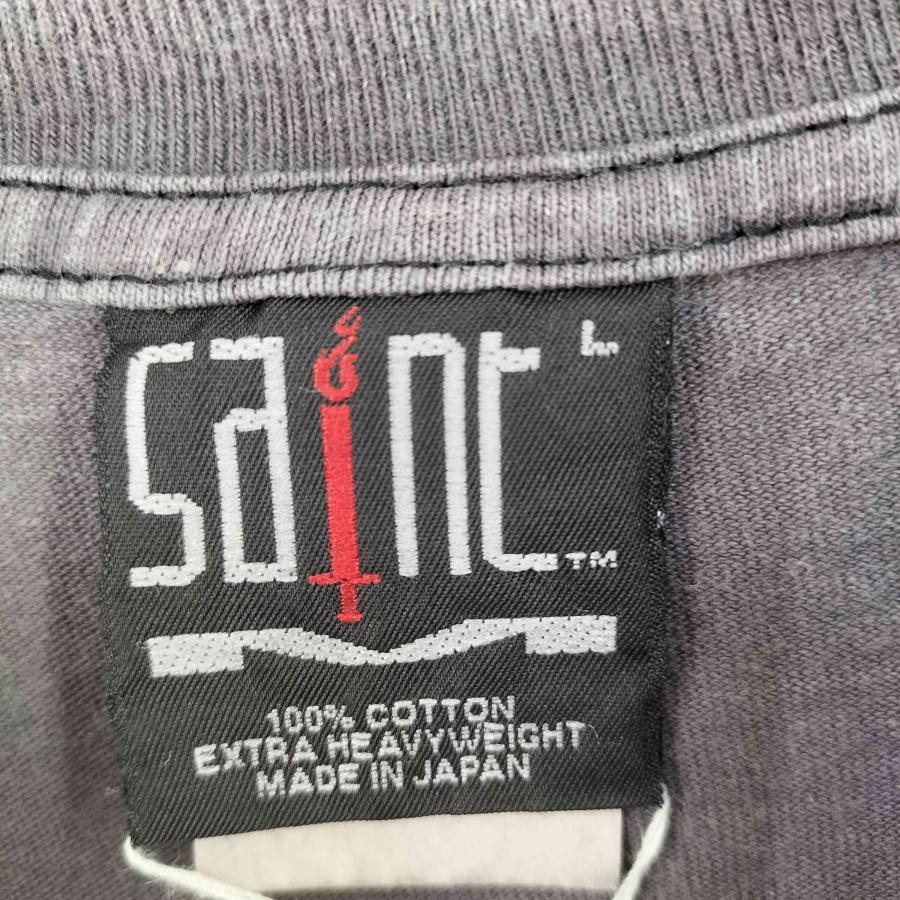 saint L
TM
100% COTTON
EXTRA HEAVYWEIGHT
MADE IN JAPAN